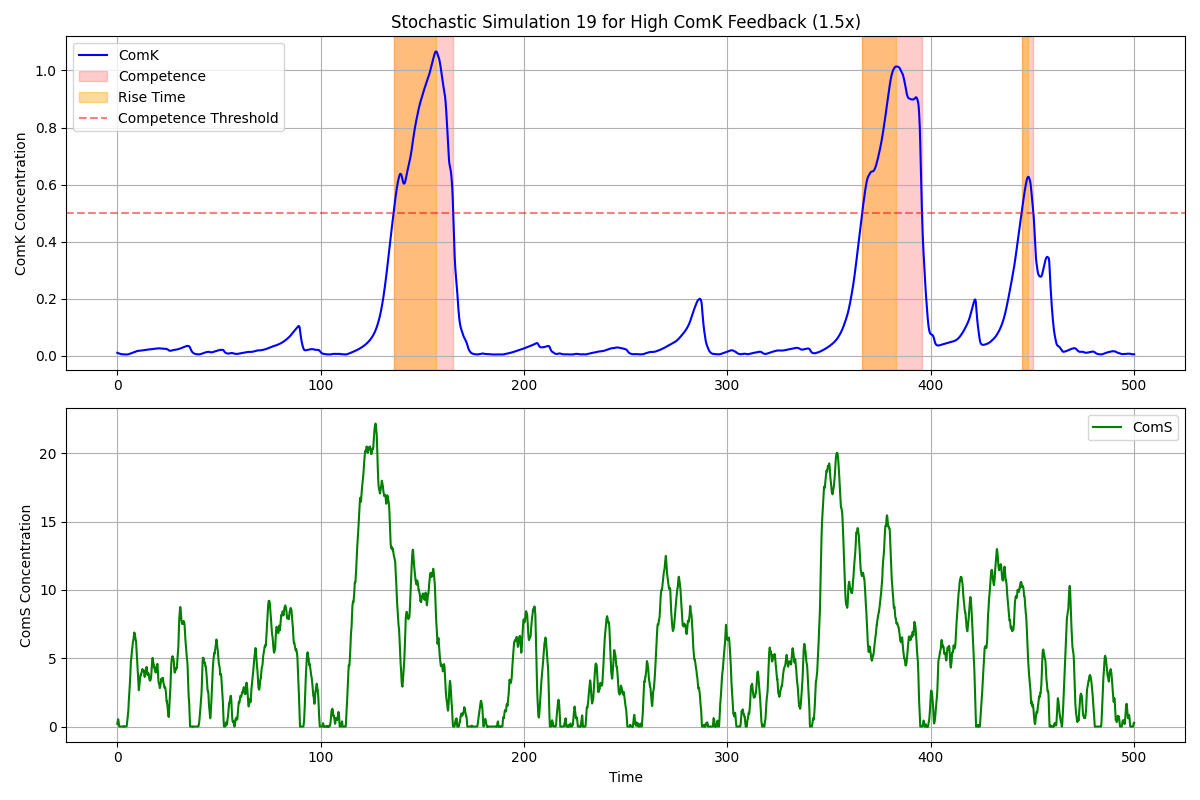 Stochastic Simulation 19 for High ComK Feedback (1.5x)
ComK
Competence
Rise Time
Competence Threshold
ComK Concentration
1.0
0.8
0.6
0.4
0.2
0.0
0 100 200 300 400 500
ComS
ComS Concentration
20
15
10
5
0
0 100 200 300 400 500
Time